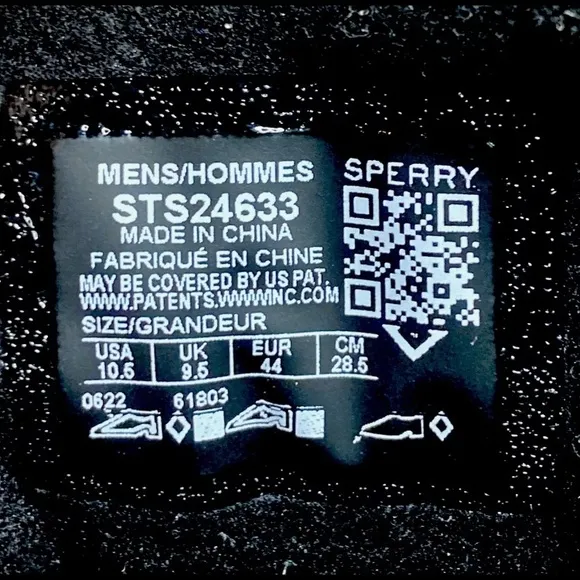 MENS/HOMMES
SPERRY
STS24633
MADE IN CHINA
FABRIQUÉ EN CHINE
MAY BE COVERED BY US PAT.
WWW.PATENTS.WWWINC.COM
SIZE/GRANDEUR
USA UK EUR CM
10.5 9.5 44 28.5
0622 61803